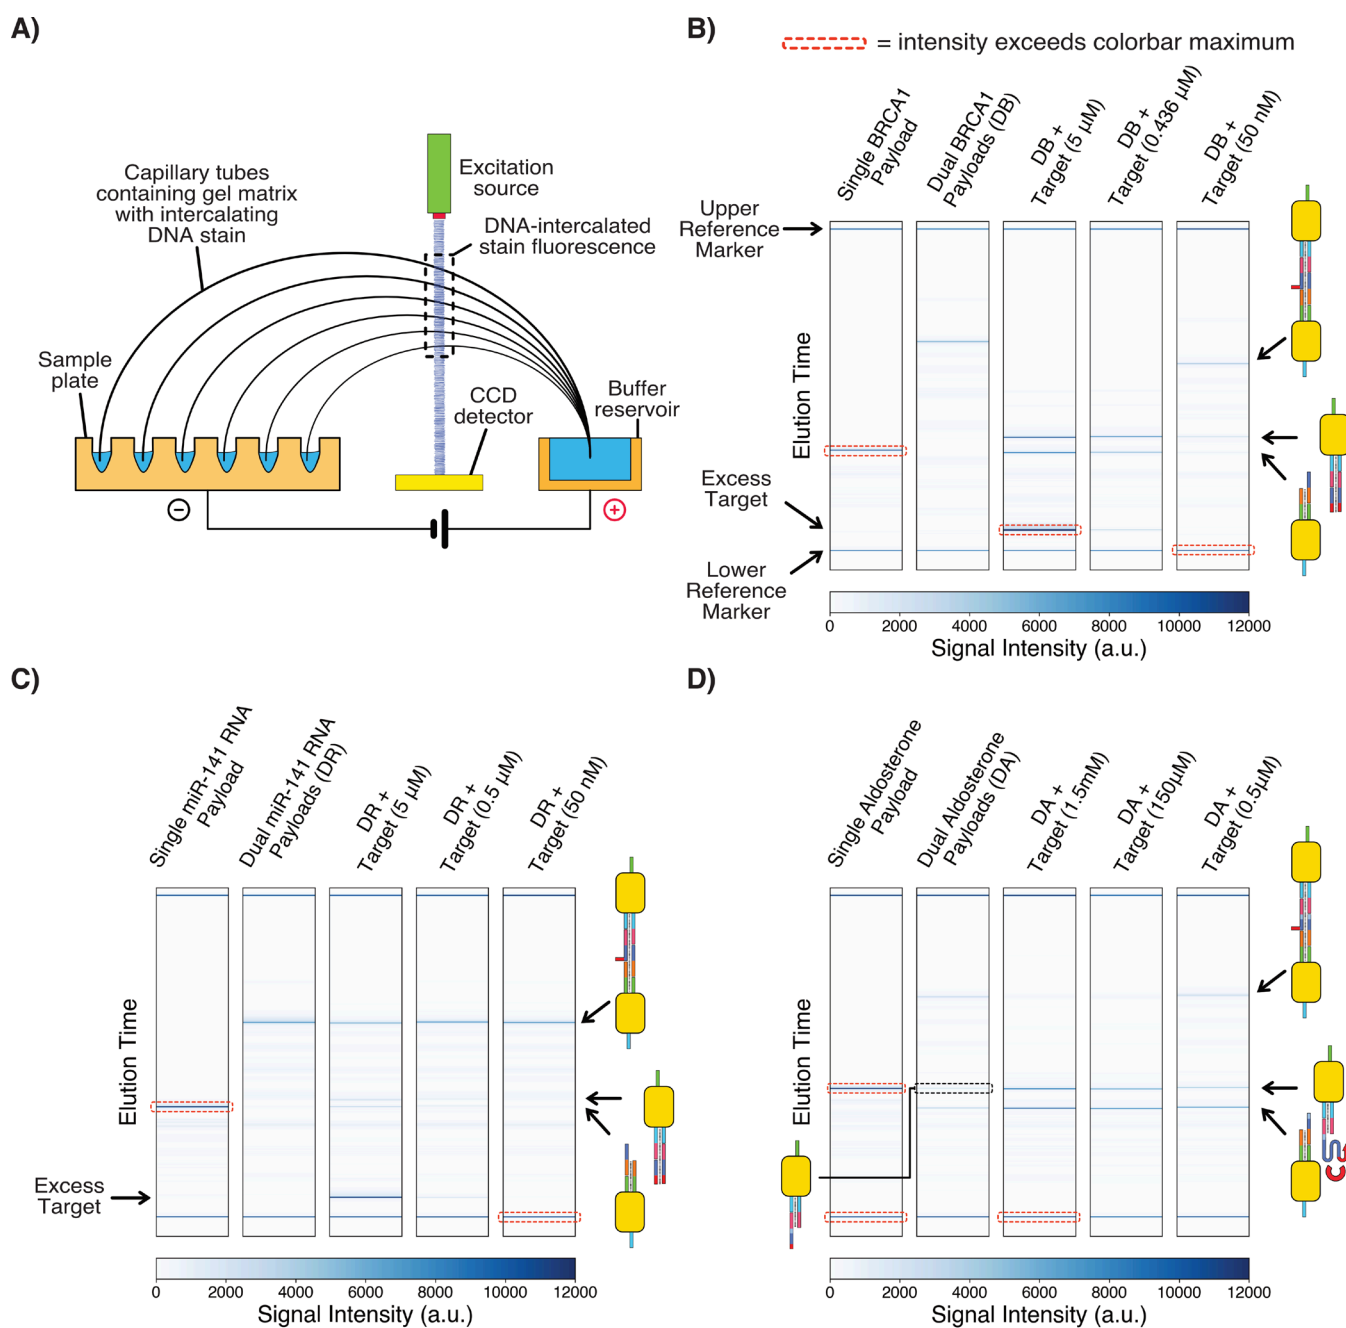 A)
Capillary tubes
containing gel matrix
with intercalating
DNA stain
Excitation
source
DNA-intercalated
stain fluorescence
Sample
plate
CCD
detector
Buffer
reservoir
−
+
B)
= intensity exceeds colorbar maximum
Single BRCA1
Payload
Dual BRCA1
Payloads (DB)
DB +
Target (5 µM)
DB +
Target (0.436 µM)
DB +
Target (50 nM)
Upper
Reference
Marker
Elution Time
Excess
Target
Lower
Reference
Marker
0 2000 4000 6000 8000 10000 12000
Signal Intensity (a.u.)
C)
Single miR-141 RNA
Payload
Dual miR-141 RNA
Payloads (DR)
DR +
Target (5 µM)
DR +
Target (0.5 µM)
DR +
Target (50 nM)
Elution Time
Excess
Target
0 2000 4000 6000 8000 10000 12000
Signal Intensity (a.u.)
D)
Single Aldosterone
Payload
Dual Aldosterone
Payloads (DA)
DA +
Target (1.5mM)
DA +
Target (150µM)
DA +
Target (0.5µM)
Elution Time
0 2000 4000 6000 8000 10000 12000
Signal Intensity (a.u.)